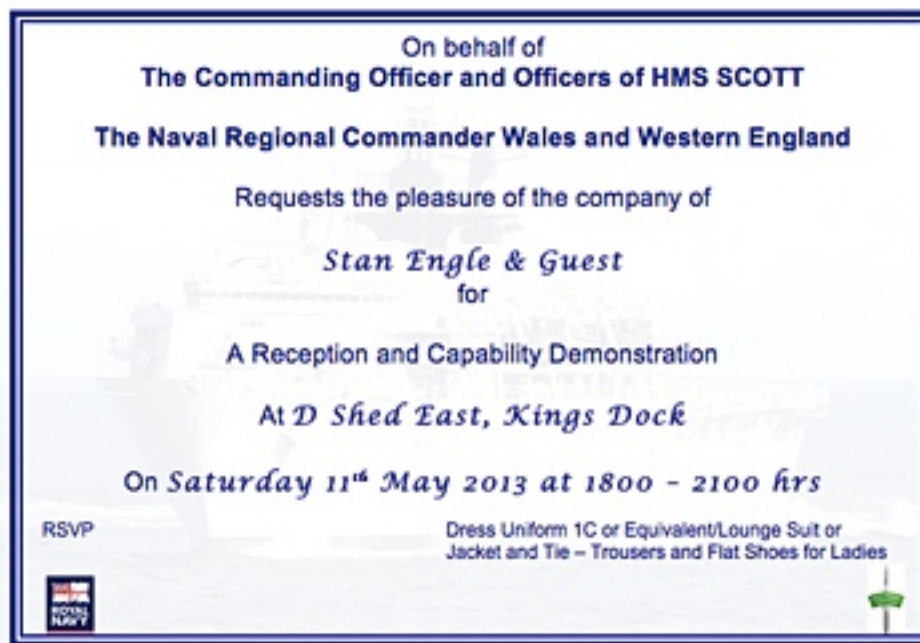 On behalf of
The Commanding Officer and Officers of HMS SCOTT
The Naval Regional Commander Wales and Western England
Requests the pleasure of the company of
Stan Engle & Guest
for
A Reception and Capability Demonstration
At D Shed East, Kings Dock
On Saturday 11th May 2013 at 1800 - 2100 hrs
RSVP
Dress Uniform 1C or Equivalent/Lounge Suit or
Jacket and Tie – Trousers and Flat Shoes for Ladies
ROYAL
NAVY